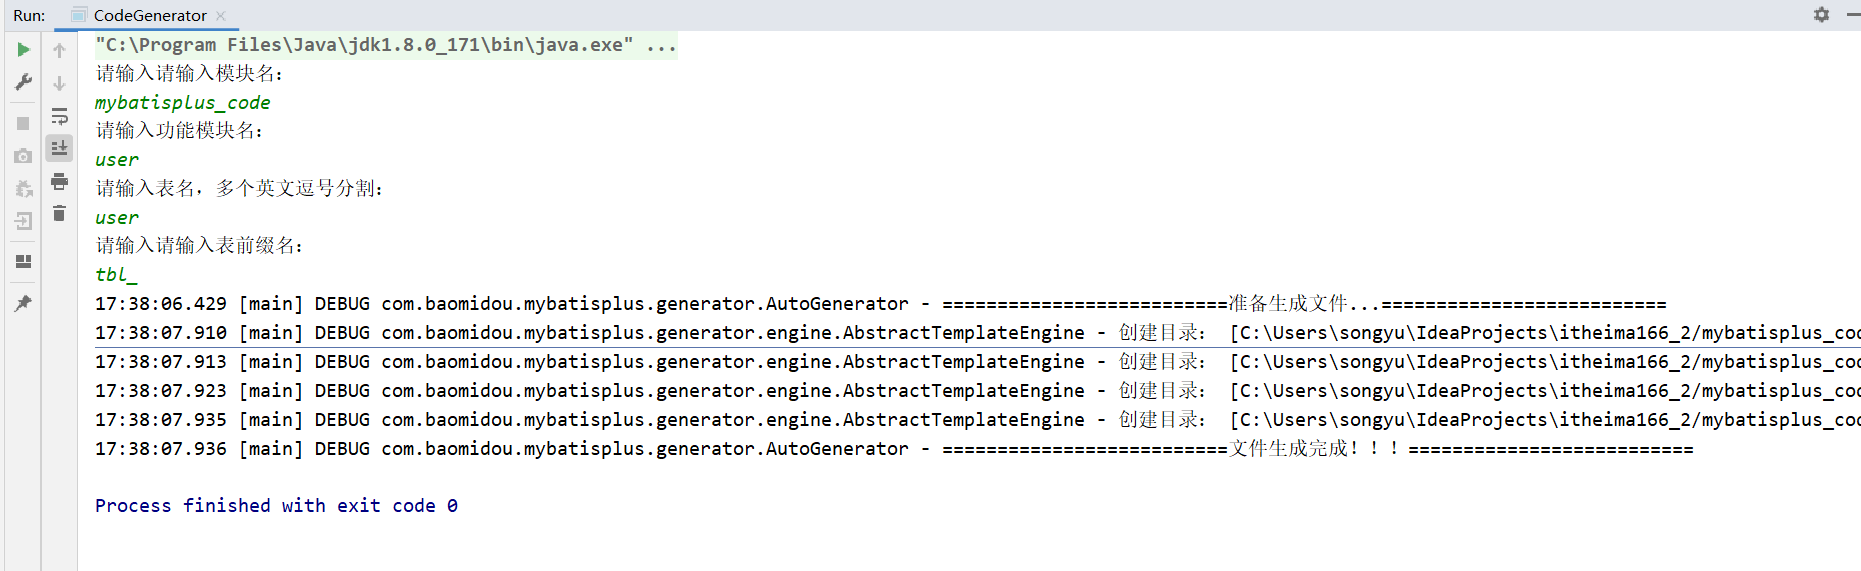 Run: CodeGenerator
"C:\Program Files\Java\jdk1.8.0_171\bin\java.exe" ...
请输入请输入模块名：
mybatisplus_code
请输入功能模块名：
user
请输入表名，多个英文逗号分割：
user
请输入请输入表前缀名：
tbl_
17:38:06.429 [main] DEBUG com.baomidou.mybatisplus.generator.AutoGenerator - ==========================准备生成文件...==========================
17:38:07.910 [main] DEBUG com.baomidou.mybatisplus.generator.engine.AbstractTemplateEngine - 创建目录： [C:\Users\songyu\IdeaProjects\itheima166_2/mybatisplus_cod
17:38:07.913 [main] DEBUG com.baomidou.mybatisplus.generator.engine.AbstractTemplateEngine - 创建目录： [C:\Users\songyu\IdeaProjects\itheima166_2/mybatisplus_cod
17:38:07.923 [main] DEBUG com.baomidou.mybatisplus.generator.engine.AbstractTemplateEngine - 创建目录： [C:\Users\songyu\IdeaProjects\itheima166_2/mybatisplus_cod
17:38:07.935 [main] DEBUG com.baomidou.mybatisplus.generator.engine.AbstractTemplateEngine - 创建目录： [C:\Users\songyu\IdeaProjects\itheima166_2/mybatisplus_cod
17:38:07.936 [main] DEBUG com.baomidou.mybatisplus.generator.AutoGenerator - ==========================文件生成完成！！！==========================
Process finished with exit code 0